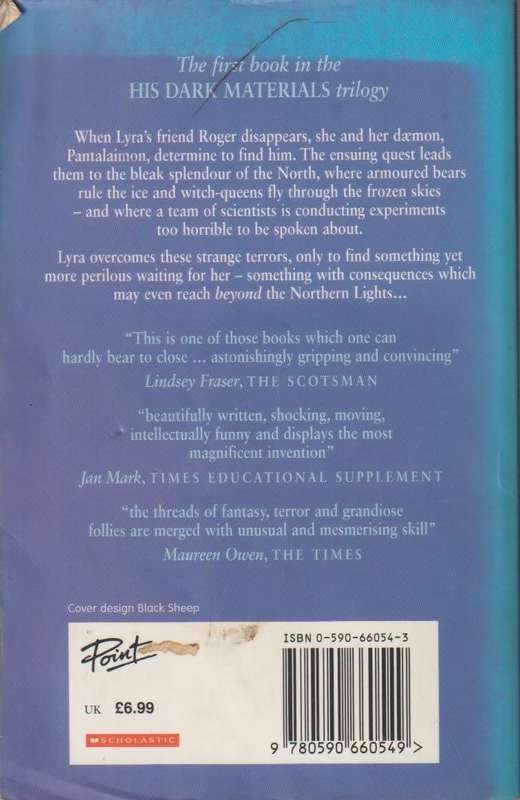 The first book in the
HIS DARK MATERIALS trilogy
When Lyra's friend Roger disappears, she and her dæmon,
Pantalaimon, determine to find him. The ensuing quest leads
them to the bleak splendour of the North, where armoured bears
rule the ice and witch-queens fly through the frozen skies
– and where a team of scientists is conducting experiments
too horrible to be spoken about.
Lyra overcomes these strange terrors, only to find something yet
more perilous waiting for her – something with consequences which
may even reach beyond the Northern Lights...
“This is one of those books which one can
hardly bear to close ... astonishingly gripping and convincing”
Lindsey Fraser, THE SCOTSMAN
“beautifully written, shocking, moving,
intellectually funny and displays the most
magnificent invention”
Jan Mark, TIMES EDUCATIONAL SUPPLEMENT
“the threads of fantasy, terror and grandiose
follies are merged with unusual and mesmerising skill”
Maureen Owen, THE TIMES
Cover design Black Sheep
Point
UK £6.99
SCHOLASTIC
ISBN 0-590-66054-3
9 780590 660549 >